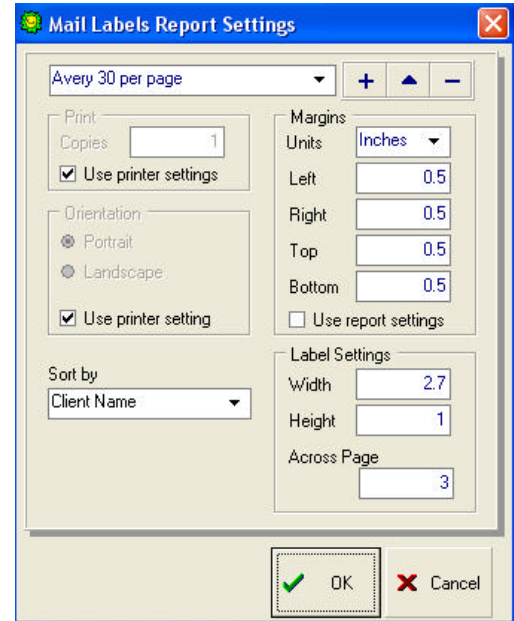 Mail Labels Report Settings
Avery 30 per page
Print
Copies 1
Use printer settings
Orientation
Portrait
Landscape
Use printer setting
Sort by
Client Name
Margins
Units Inches
Left 0.5
Right 0.5
Top 0.5
Bottom 0.5
Use report settings
Label Settings
Width 2.7
Height 1
Across Page
3
OK Cancel